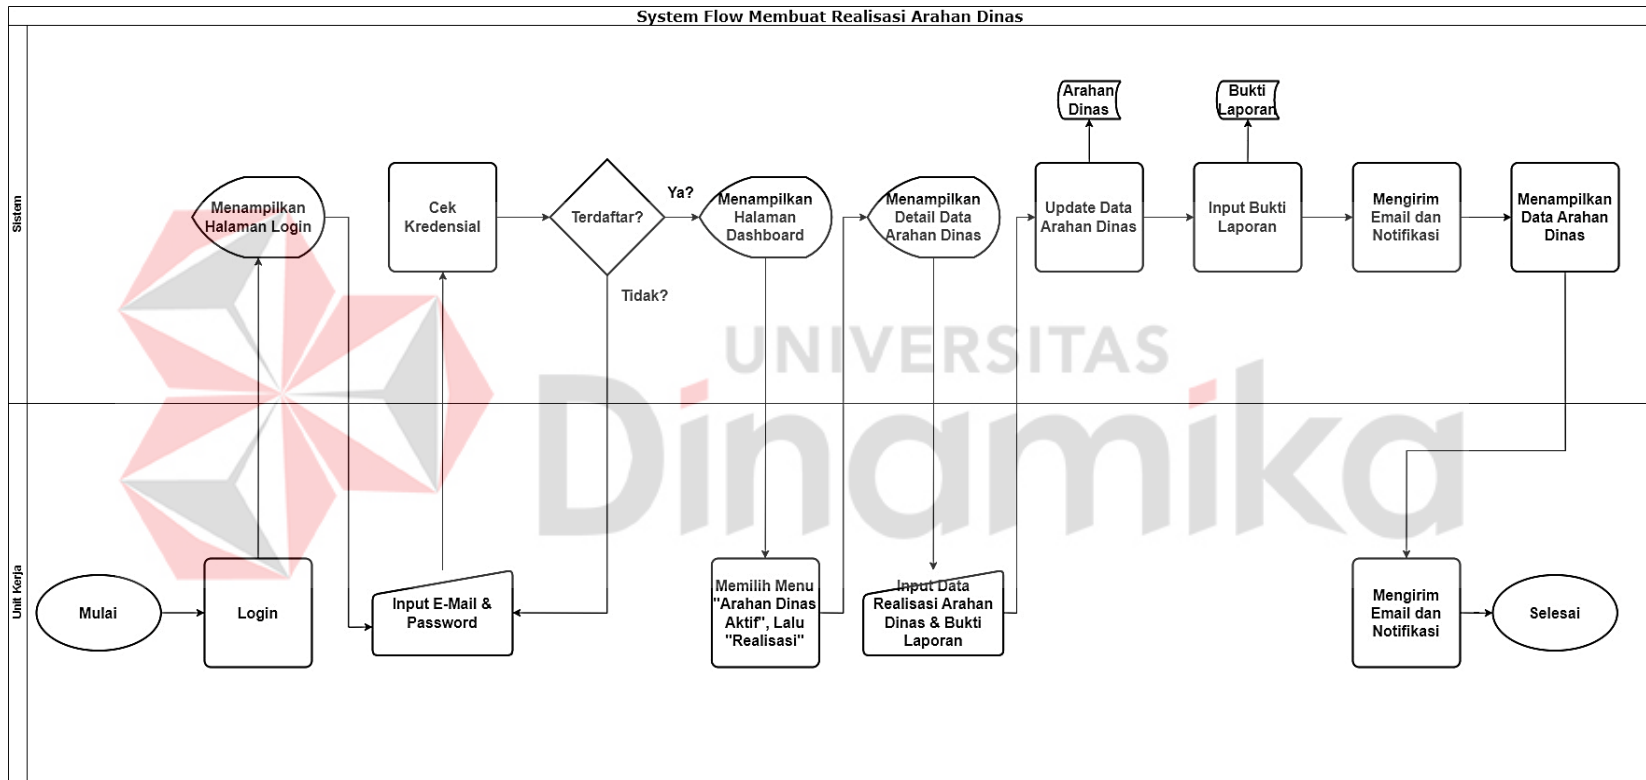 System Flow Membuat Realisasi Arahan Dinas
Sistem
Arahan
Dinas
Bukti
Laporan
Menampilkan
Halaman Login
Cek
Kredensial
Terdaftar?
Ya?
Tidak?
Menampilkan
Halaman
Dashboard
Menampilkan
Detail Data
Arahan Dinas
Update Data
Arahan Dinas
Input Bukti
Laporan
Mengirim
Email dan
Notifikasi
Menampilkan
Data Arahan
Dinas
UNIVERSITAS
Dinamika
Unit Kerja
Mulai
Login
Input E-Mail &
Password
Memilih Menu
"Arahan Dinas
Aktif", Lalu
"Realisasi"
Input Data
Realisasi Arahan
Dinas & Bukti
Laporan
Mengirim
Email dan
Notifikasi
Selesai